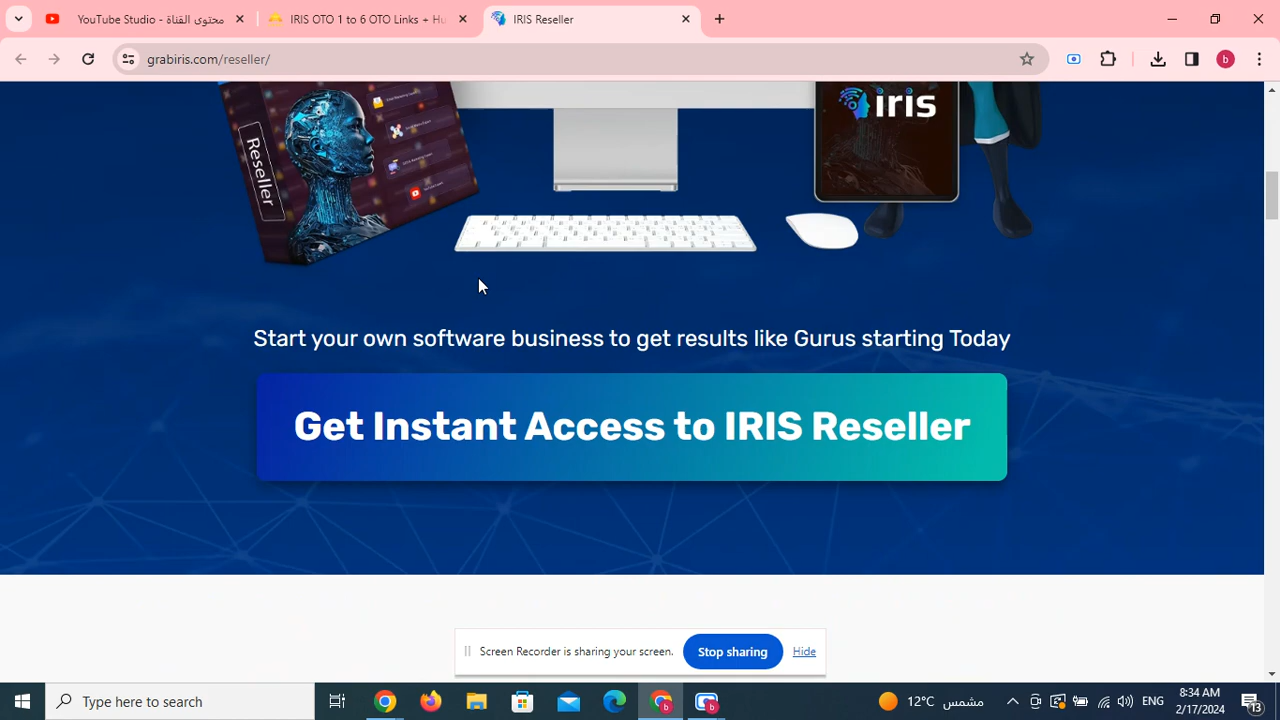 YouTube Studio - محتوى القناة
IRIS OTO 1 to 6 OTO Links + Hu
IRIS Reseller
grabiris.com/reseller/
b
iris
Reseller
Start your own software business to get results like Gurus starting Today
Get Instant Access to IRIS Reseller
Screen Recorder is sharing your screen.
Stop sharing
Hide
Type here to search
b
b
12°C مشمس
ENG
8:34 AM
2/17/2024
13